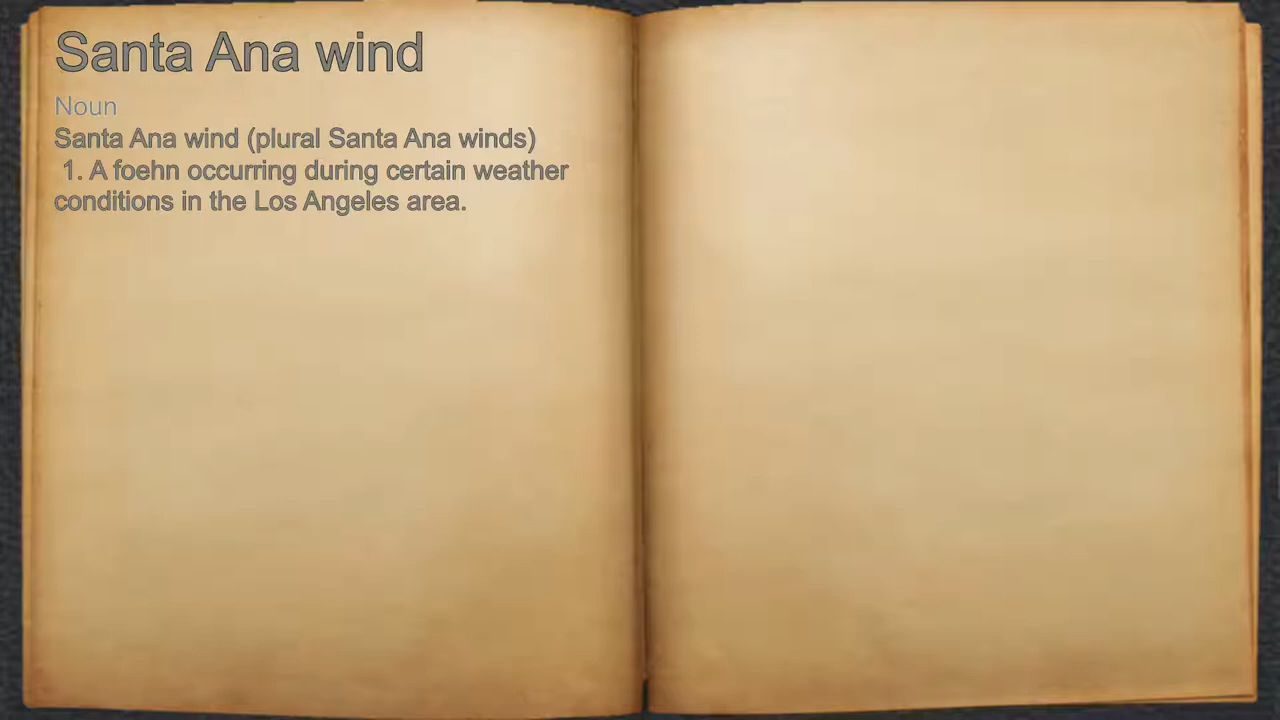 Santa Ana wind
Noun
Santa Ana wind (plural Santa Ana winds)
1. A foehn occurring during certain weather
conditions in the Los Angeles area.